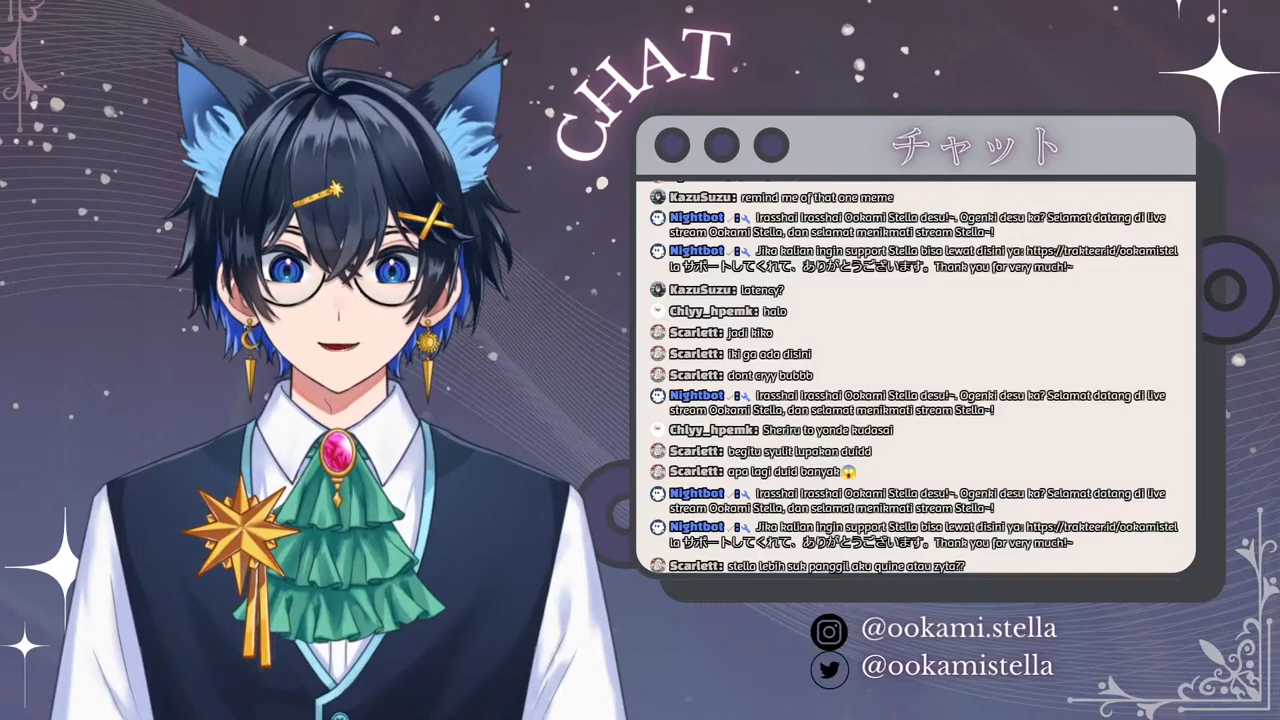 CHAT
チャット
KazuSuzu: remind me of that one meme
Nightbot : Irasshai Irasshai Ookami Stella desu!~. Ogenki desu ka? Selamat datang di live
stream Ookami Stella, dan selamat menikmati stream Stella~!
Nightbot : Jika kalian ingin support Stella bisa lewat disini ya: https://trakteer.id/ookamistel
la サポートしてくれて、ありがとうございます。Thank you for very much!~
KazuSuzu: latency?
Chlyy_hpemk: halo
Scarlett: jadi kiko
Scarlett: iki ga ada disini
Scarlett: dont cryy bubbb
Nightbot : Irasshai Irasshai Ookami Stella desu!~. Ogenki desu ka? Selamat datang di live
stream Ookami Stella, dan selamat menikmati stream Stella~!
Chlyy_hpemk: Sheriru to yonde kudasai
Scarlett: begitu syulit lupakan duidd
Scarlett: apa lagi duid banyak😱
Nightbot : Irasshai Irasshai Ookami Stella desu!~. Ogenki desu ka? Selamat datang di live
stream Ookami Stella, dan selamat menikmati stream Stella~!
Nightbot : Jika kalian ingin support Stella bisa lewat disini ya: https://trakteer.id/ookamistel
la サポートしてくれて、ありがとうございます。Thank you for very much!~
Scarlett: stella lebih suk panggil aku quine atau zyta??
@ookami.stella
@ookamistella